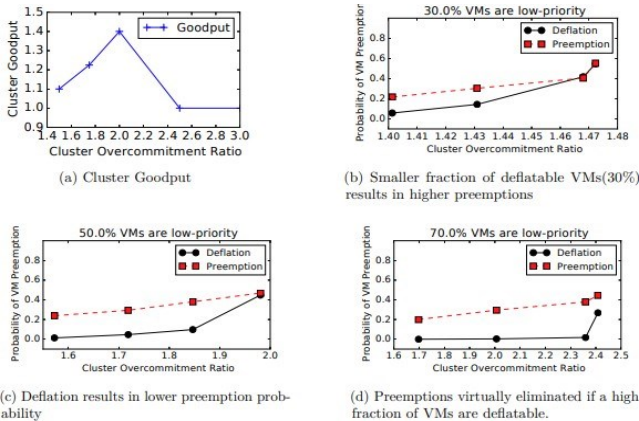 1.5
1.4
1.3
1.2
1.1
1.0
0.9
Cluster Goodput
Goodput
1.4 1.6 1.8 2.0 2.2 2.4 2.6 2.8 3.0
Cluster Overcommitment Ratio
(a) Cluster Goodput
30.0% VMs are low-priority
Probability of VM Preemption
0.8
0.6
0.4
0.2
0.0
Deflation
Preemption
1.40 1.41 1.42 1.43 1.44 1.45 1.46 1.47 1.48
Cluster Overcommitment Ratio
(b) Smaller fraction of deflatable VMs(30%)
results in higher preemptions
50.0% VMs are low-priority
Probability of VM Preemption
0.8
0.6
0.4
0.2
0.0
Deflation
Preemption
1.6 1.7 1.8 1.9 2.0
Cluster Overcommitment Ratio
(c) Deflation results in lower preemption prob-
ability
70.0% VMs are low-priority
Probability of VM Preemption
0.8
0.6
0.4
0.2
0.0
Deflation
Preemption
1.6 1.7 1.8 1.9 2.0 2.1 2.2 2.3 2.4 2.5
Cluster Overcommitment Ratio
(d) Preemptions virtually eliminated if a high
fraction of VMs are deflatable.